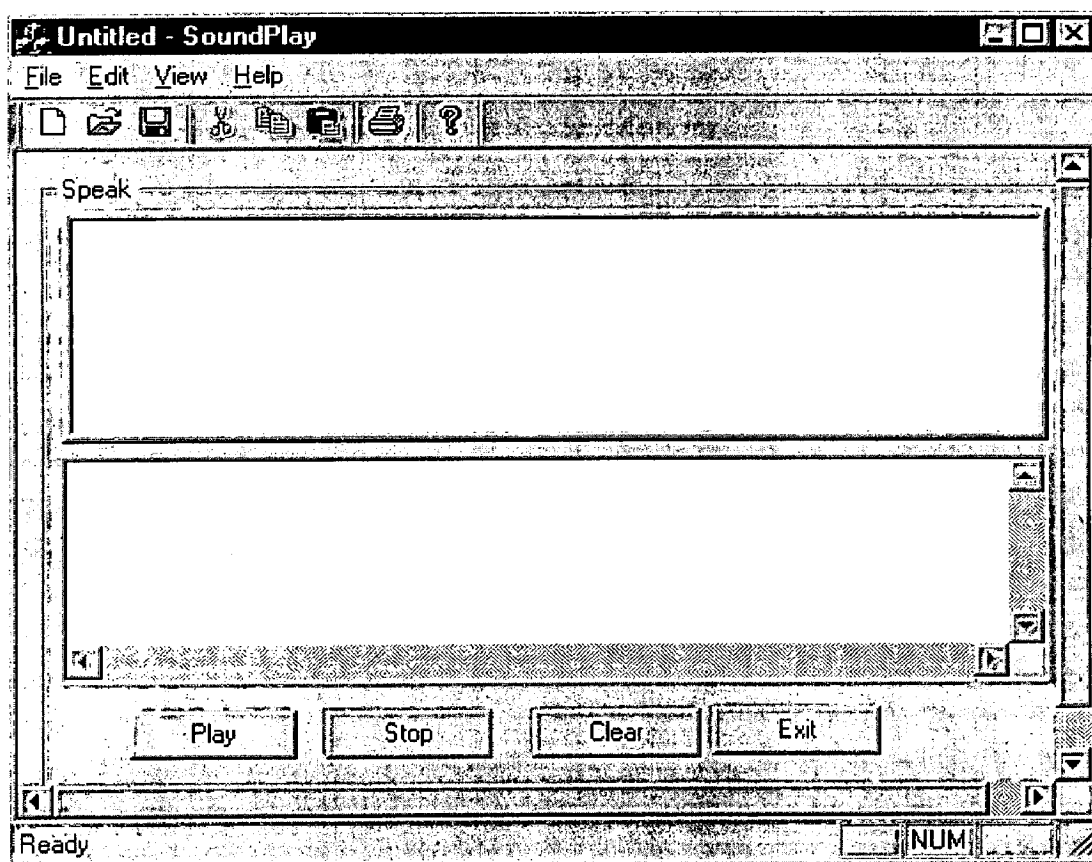 Untitled - SoundPlay
File Edit View Help
Speak
Play Stop Clear Exit
Ready NUM